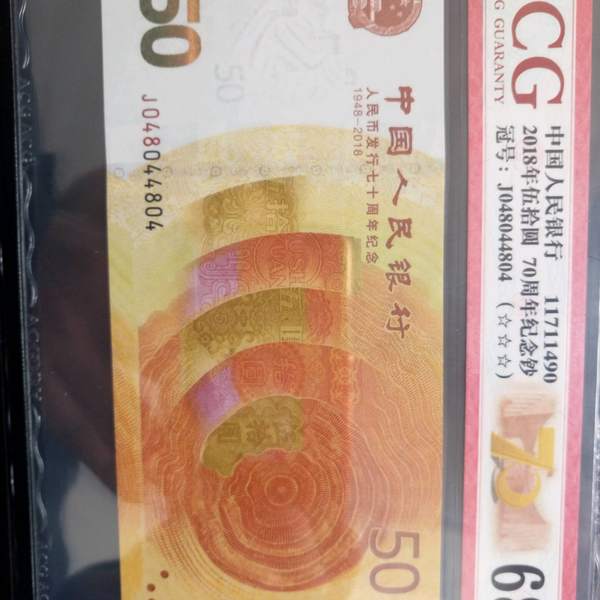 CG
NG GUARANTY
中国人民银行 11711490
2018年伍拾圆 70周年纪念钞
冠号：J048044804 (☆☆☆)
70
中国人民银行
人民币发行七十周年纪念
1948-2018
50
50
J048044804
50